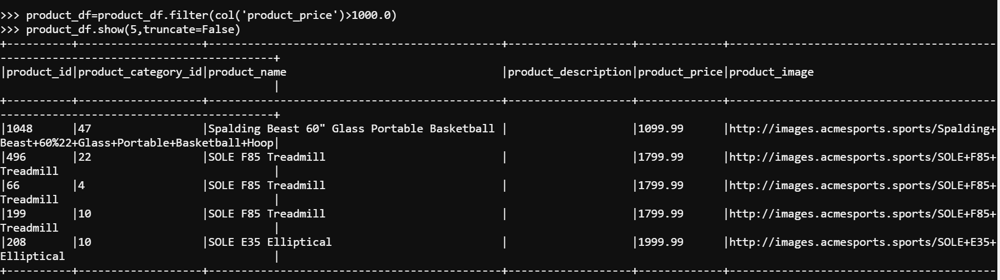 >>> product_df=product_df.filter(col('product_price')>1000.0)
>>> product_df.show(5,truncate=False)
+----------+-------------------+---------------------------------------------+-------------------+-------------+-----------------------------------------
------------------------------------------+
|product_id|product_category_id|product_name                                 |product_description|product_price|product_image
                                          |
+----------+-------------------+---------------------------------------------+-------------------+-------------+-----------------------------------------
------------------------------------------+
|1048      |47                 |Spalding Beast 60" Glass Portable Basketball |                   |1099.99      |http://images.acmesports.sports/Spalding+
Beast+60%22+Glass+Portable+Basketball+Hoop|
|496       |22                 |SOLE F85 Treadmill                           |                   |1799.99      |http://images.acmesports.sports/SOLE+F85+
Treadmill                                 |
|66        |4                  |SOLE F85 Treadmill                           |                   |1799.99      |http://images.acmesports.sports/SOLE+F85+
Treadmill                                 |
|199       |10                 |SOLE F85 Treadmill                           |                   |1799.99      |http://images.acmesports.sports/SOLE+F85+
Treadmill                                 |
|208       |10                 |SOLE E35 Elliptical                          |                   |1999.99      |http://images.acmesports.sports/SOLE+E35+
Elliptical                                |
+----------+-------------------+---------------------------------------------+-------------------+-------------+-----------------------------------------